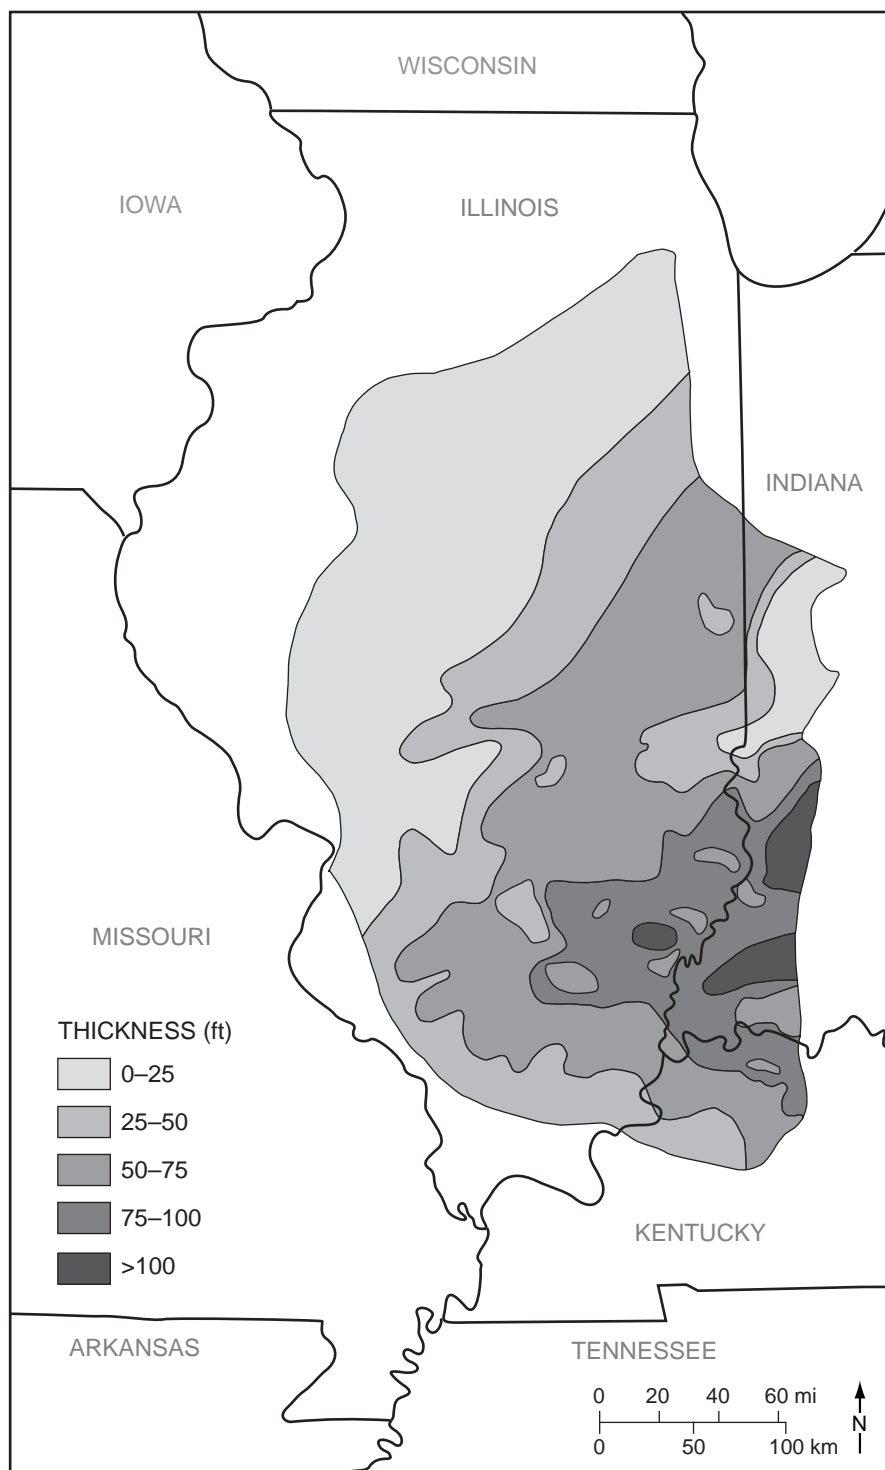 WISCONSIN
IOWA
ILLINOIS
INDIANA
MISSOURI
THICKNESS (ft)
0–25
25–50
50–75
75–100
>100
KENTUCKY
ARKANSAS
TENNESSEE
0 20 40 60 mi
0 50 100 km
N